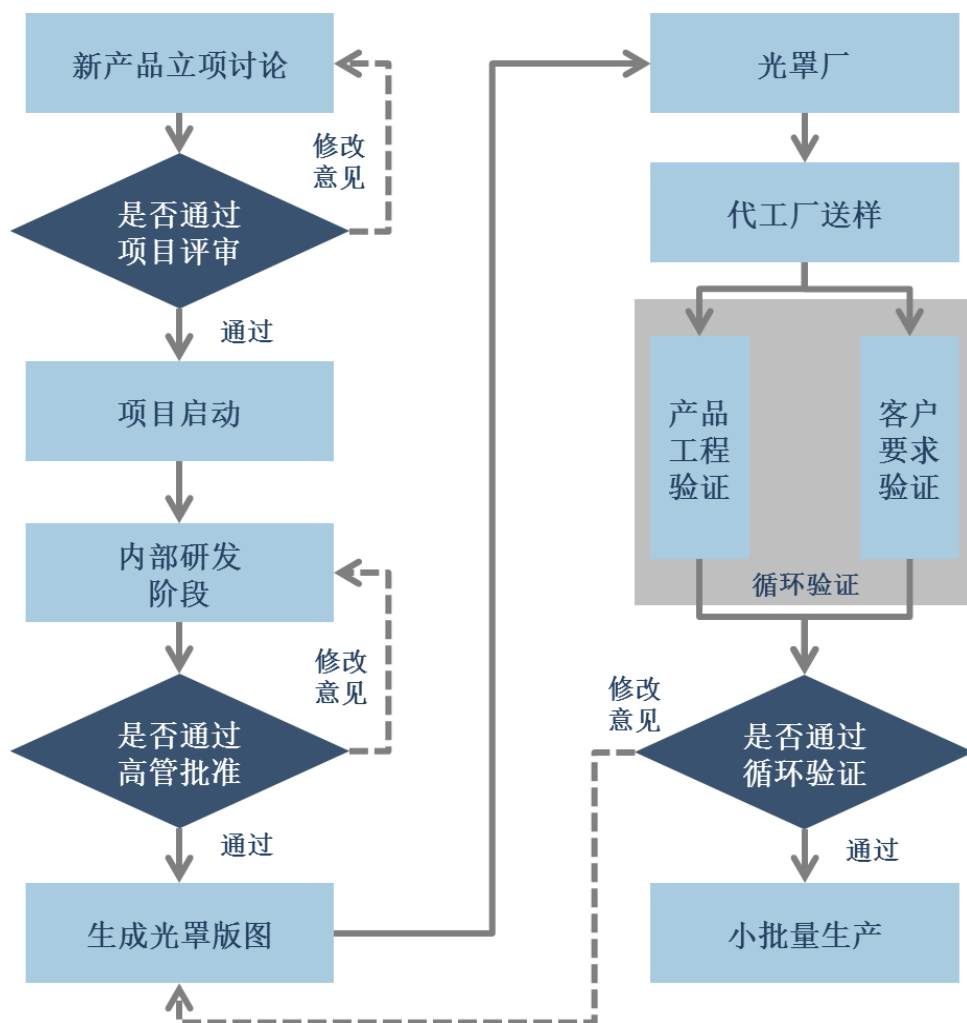 新产品立项讨论
修改
意见
是否通过
项目评审
通过
项目启动
内部研发
阶段
修改
意见
是否通过
高管批准
通过
生成光罩版图
光罩厂
代工厂送样
产品
工程
验证
客户
要求
验证
循环验证
修改
意见
是否通过
循环验证
通过
小批量生产